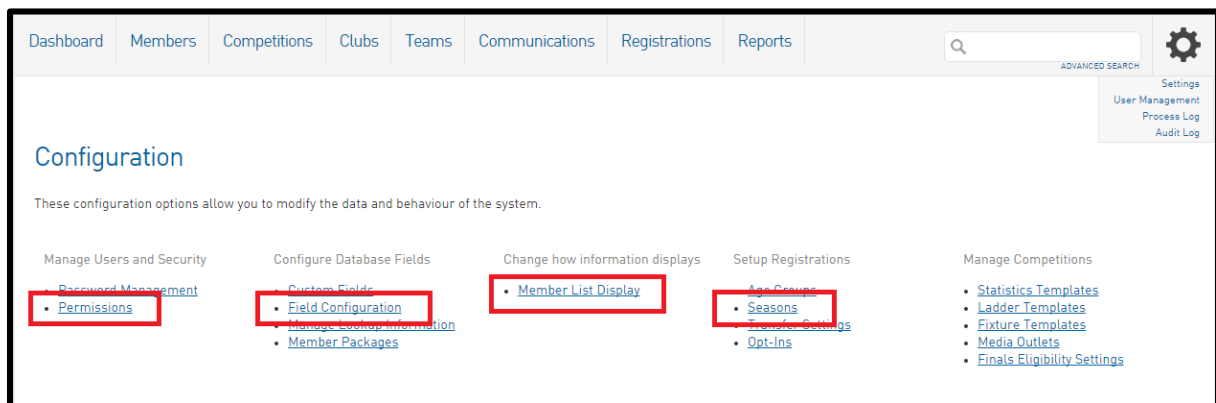 Dashboard Members Competitions Clubs Teams Communications Registrations Reports
ADVANCED SEARCH
Settings
User Management
Process Log
Audit Log
Configuration
These configuration options allow you to modify the data and behaviour of the system.
Manage Users and Security
Password Management
Permissions
Configure Database Fields
Custom Fields
Field Configuration
Manage Lookup Information
Member Packages
Change how information displays
Member List Display
Setup Registrations
Age Groups
Seasons
Transfer Settings
Opt-Ins
Manage Competitions
Statistics Templates
Ladder Templates
Fixture Templates
Media Outlets
Finals Eligibility Settings